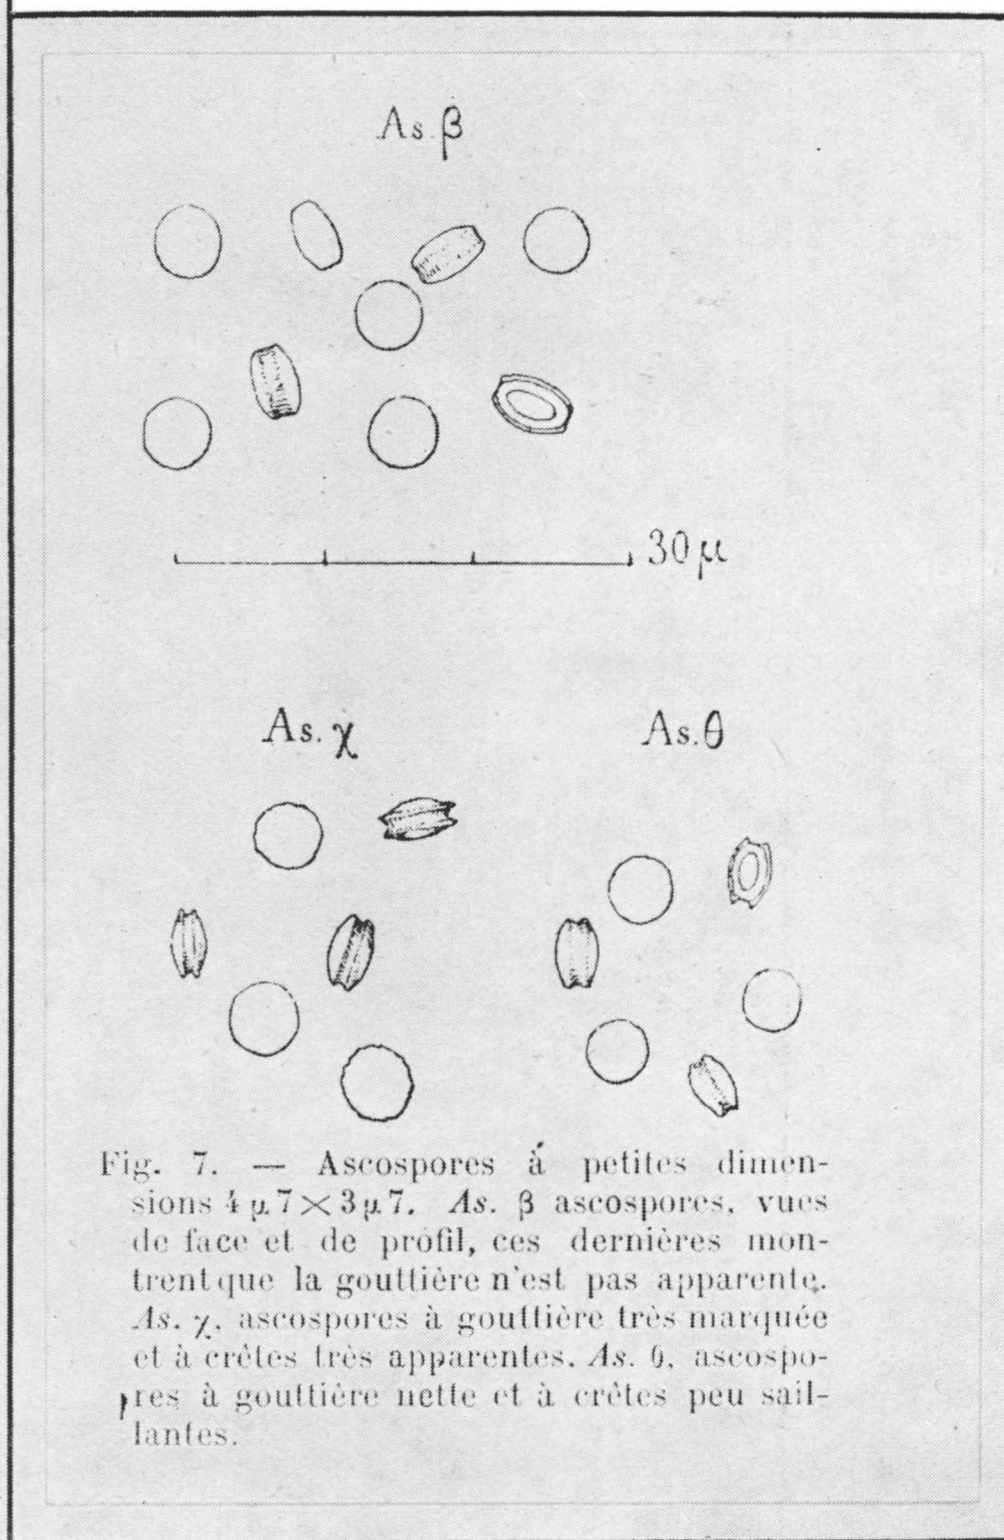 As. β
30 μ
As. χ
As. θ
Fig. 7. — Ascospores à petites dimen-
sions 4 μ 7 × 3 μ 7. As. β ascospores, vues
de face et de profil, ces dernières mon-
trent que la gouttière n'est pas apparente.
As. χ, ascospores à gouttière très marquée
et à crêtes très apparentes. As. θ, ascospo-
res à gouttière nette et à crêtes peu sail-
lantes.